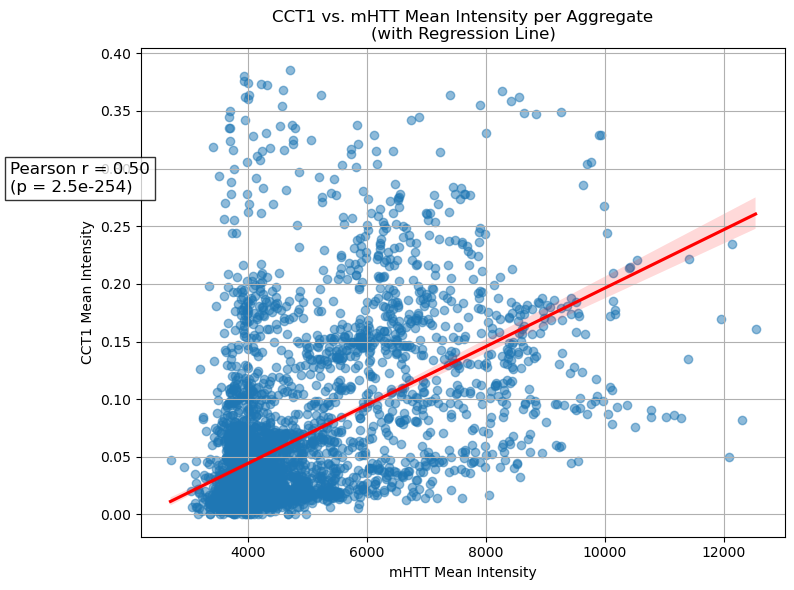 CCT1 vs. mHTT Mean Intensity per Aggregate
(with Regression Line)
0.40
0.35
0.30
Pearson r = 0.50
(p = 2.5e-254)
0.25
0.20
0.15
0.10
0.05
0.00
CCT1 Mean Intensity
4000
6000
8000
10000
12000
mHTT Mean Intensity